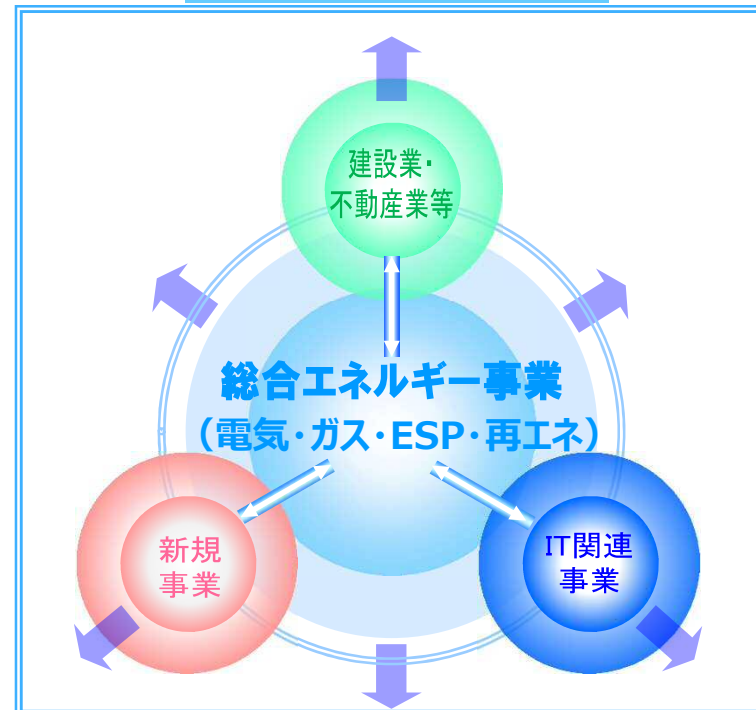 建設業・
不動産業等
総合エネルギー事業
（電気・ガス・ESP・再エネ）
新規
事業
IT関連
事業